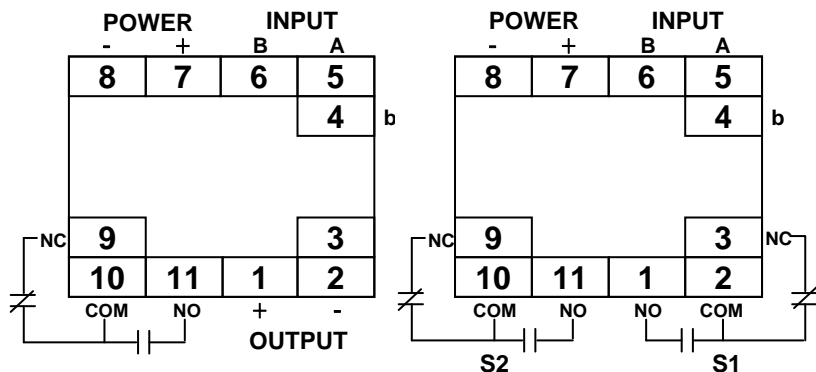 POWER INPUT POWER INPUT
- + B A - + B A
8 7 6 5 8 7 6 5
4 b 4 b
NC 9 3 NC 9 3 NC
10 11 1 2 10 11 1 2
COM NO + - COM NO NO COM
OUTPUT
S2 S1